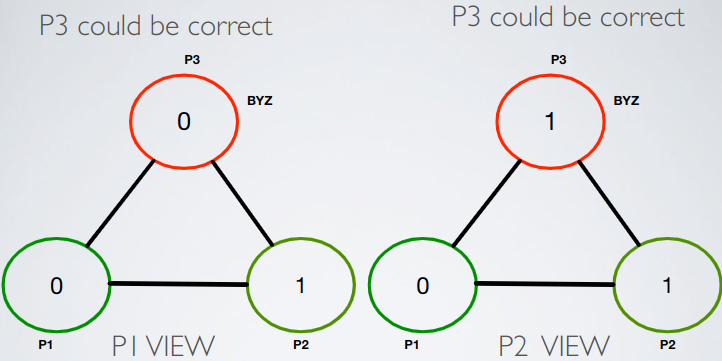 P3 could be correct
P3
BYZ
0
0
1
P1
P1 VIEW
P2
P3 could be correct
P3
BYZ
1
0
1
P1
P2 VIEW
P2